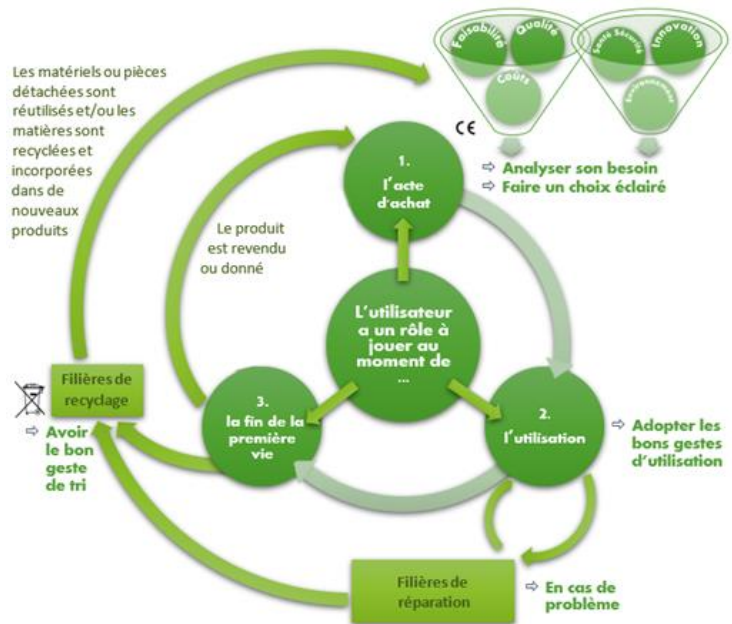 Faisabilité
Qualité
Coûts
Santé Sécurité
Innovation
Environnement
CE
⇨ Analyser son besoin
⇨ Faire un choix éclairé
Les matériels ou pièces
détachées sont
réutilisés et/ou les
matières sont
recyclées et
incorporées
dans de
nouveaux
produits
1.
l'acte
d'achat
Le produit
est revendu
ou donné
L'utilisateur
a un rôle à
jouer au
moment de
...
Filières de
recyclage
⇨ Avoir
le bon
geste
de tri
3.
la fin de la
première
vie
2.
l'utilisation
⇨ Adopter les
bons gestes
d'utilisation
Filières de
réparation
⇨ En cas de
problème